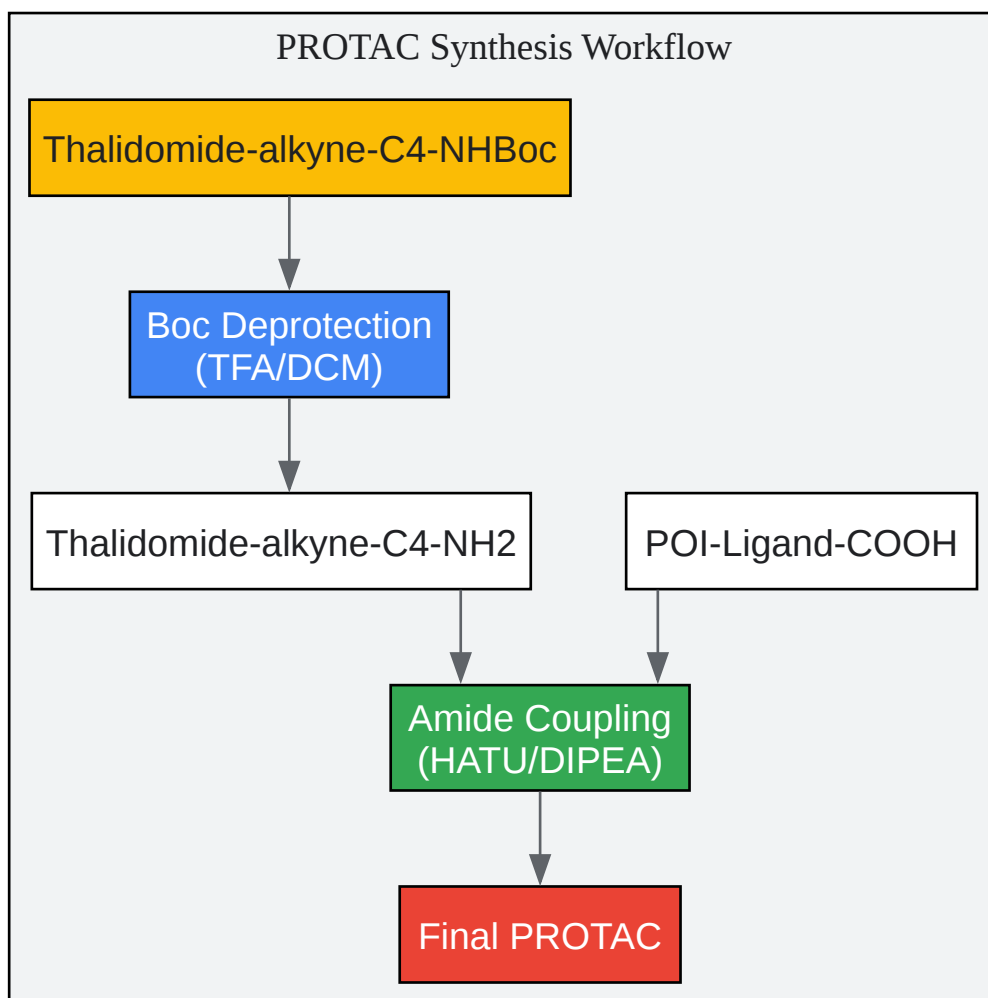 PROTAC Synthesis Workflow
Thalidomide-alkyne-C4-NHBoc
Boc Deprotection
(TFA/DCM)
Thalidomide-alkyne-C4-NH2
POI-Ligand-COOH
Amide Coupling
(HATU/DIPEA)
Final PROTAC